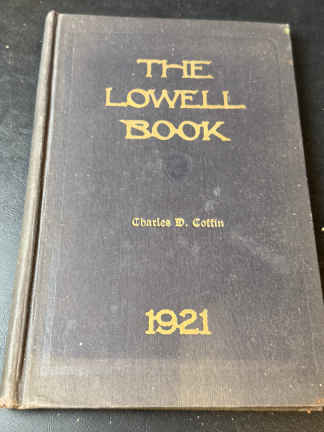 THE
LOWELL
BOOK
Charles D. Coffin
1921